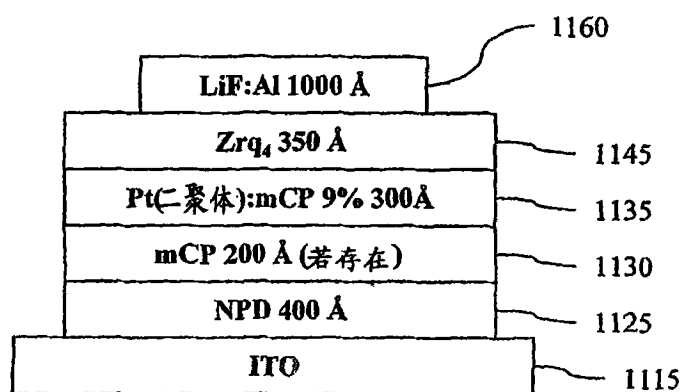 1160
LiF:Al 1000 Å
Zrq4 350 Å
1145
Pt(二聚体):mCP 9% 300Å
1135
mCP 200 Å (若存在)
1130
NPD 400 Å
1125
ITO
1115